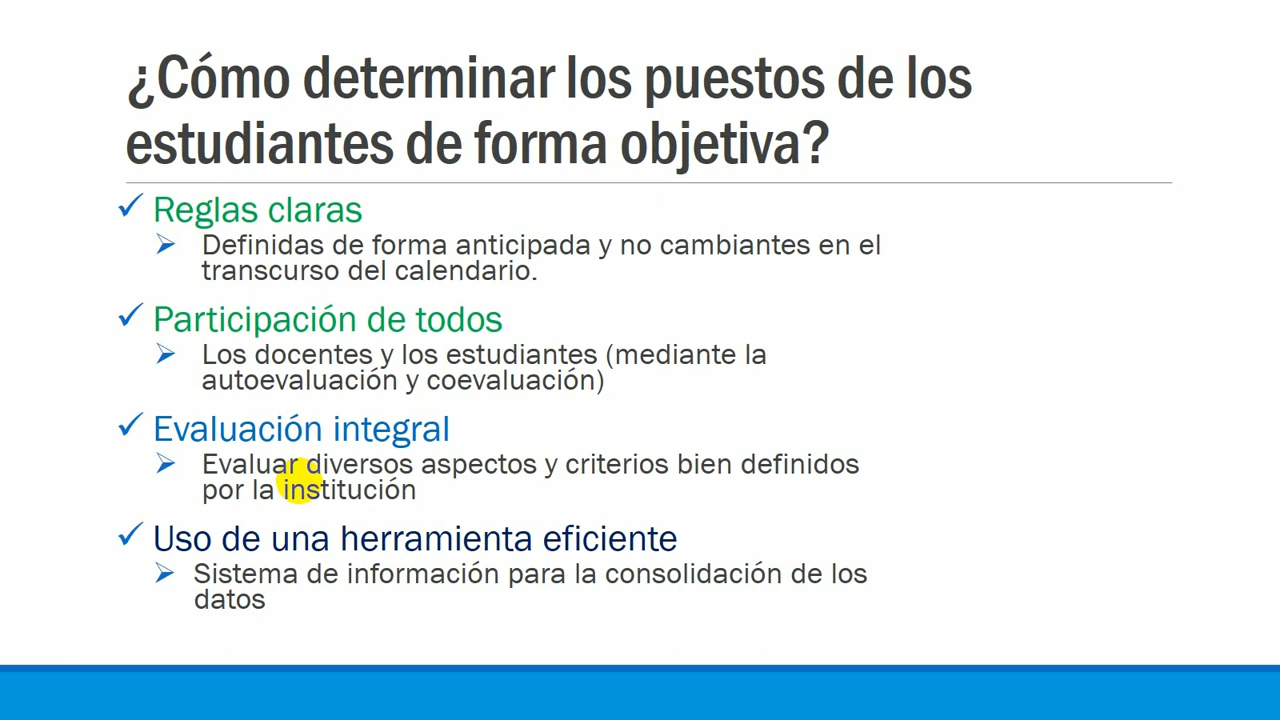 ¿Cómo determinar los puestos de los
estudiantes de forma objetiva?
Reglas claras
Definidas de forma anticipada y no cambiantes en el
transcurso del calendario.
Participación de todos
Los docentes y los estudiantes (mediante la
autoevaluación y coevaluación)
Evaluación integral
Evaluar diversos aspectos y criterios bien definidos
por la institución
Uso de una herramienta eficiente
Sistema de información para la consolidación de los
datos